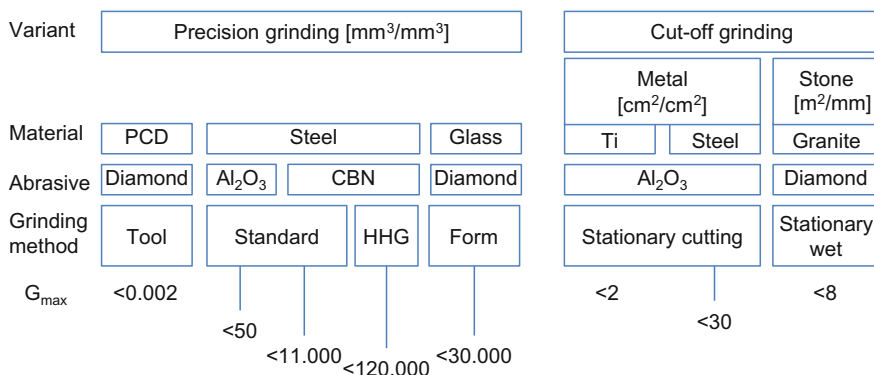 Variant Precision grinding [mm³/mm³] Cut-off grinding
Metal Stone
[cm²/cm²] [m²/mm]
Material PCD Steel Glass Ti Steel Granite
Abrasive Diamond Al₂O₃ CBN Diamond Al₂O₃ Diamond
Grinding
method Tool Standard HHG Form Stationary cutting Stationary
wet
Gmax <0.002 <2 <8
<50 <30
<11.000 <30.000
<120.000